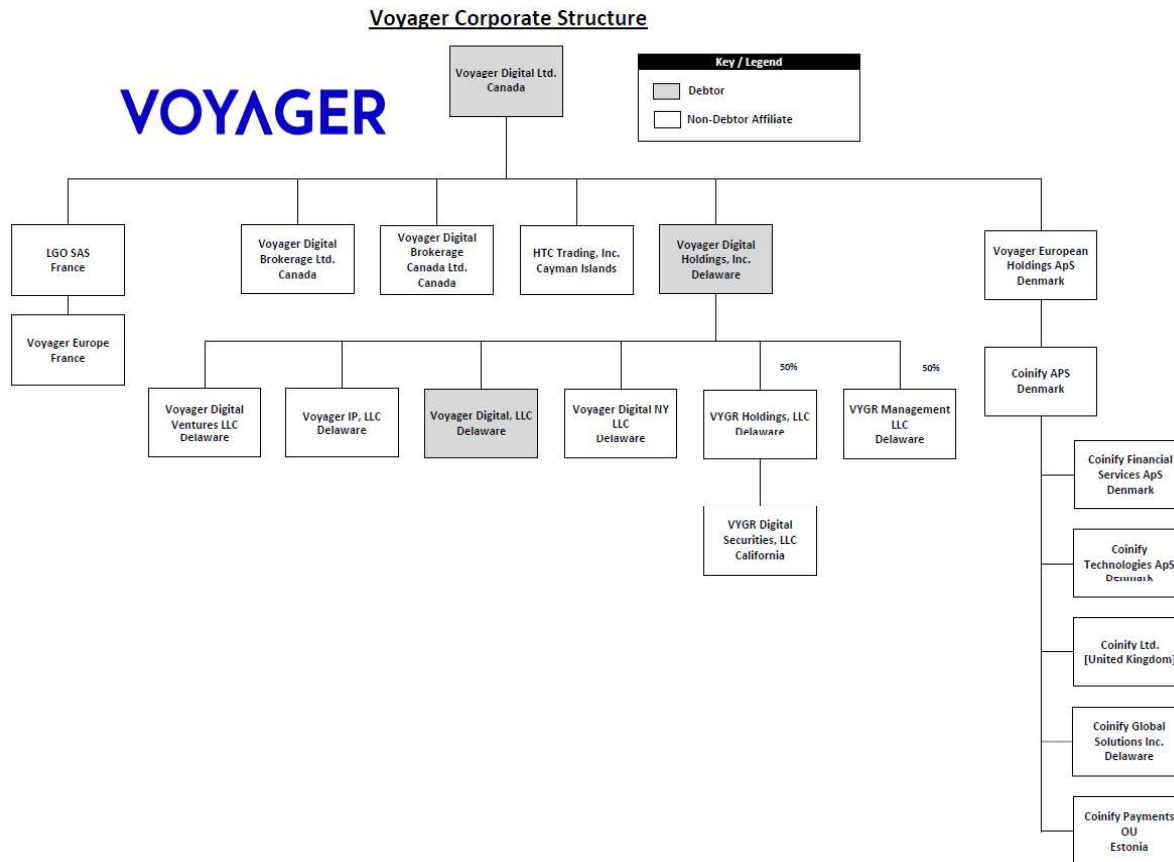 Voyager Corporate Structure
VOYAGER
Voyager Digital Ltd.
Canada
Key / Legend
Debtor
Non-Debtor Affiliate
LGO SAS
France
Voyager Digital
Brokerage Ltd.
Canada
Voyager Digital
Brokerage
Canada Ltd.
Canada
HTC Trading, Inc.
Cayman Islands
Voyager Digital
Holdings, Inc.
Delaware
Voyager European
Holdings ApS
Denmark
Voyager Europe
France
Coinify APS
Denmark
50%
50%
Voyager Digital
Ventures LLC
Delaware
Voyager IP, LLC
Delaware
Voyager Digital, LLC
Delaware
Voyager Digital NY
LLC
Delaware
VYGR Holdings, LLC
Delaware
VYGR Management
LLC
Delaware
VYGR Digital
Securities, LLC
California
Coinify Financial
Services ApS
Denmark
Coinify
Technologies ApS
Denmark
Coinify Ltd.
[United Kingdom]
Coinify Global
Solutions Inc.
Delaware
Coinify Payments
OU
Estonia